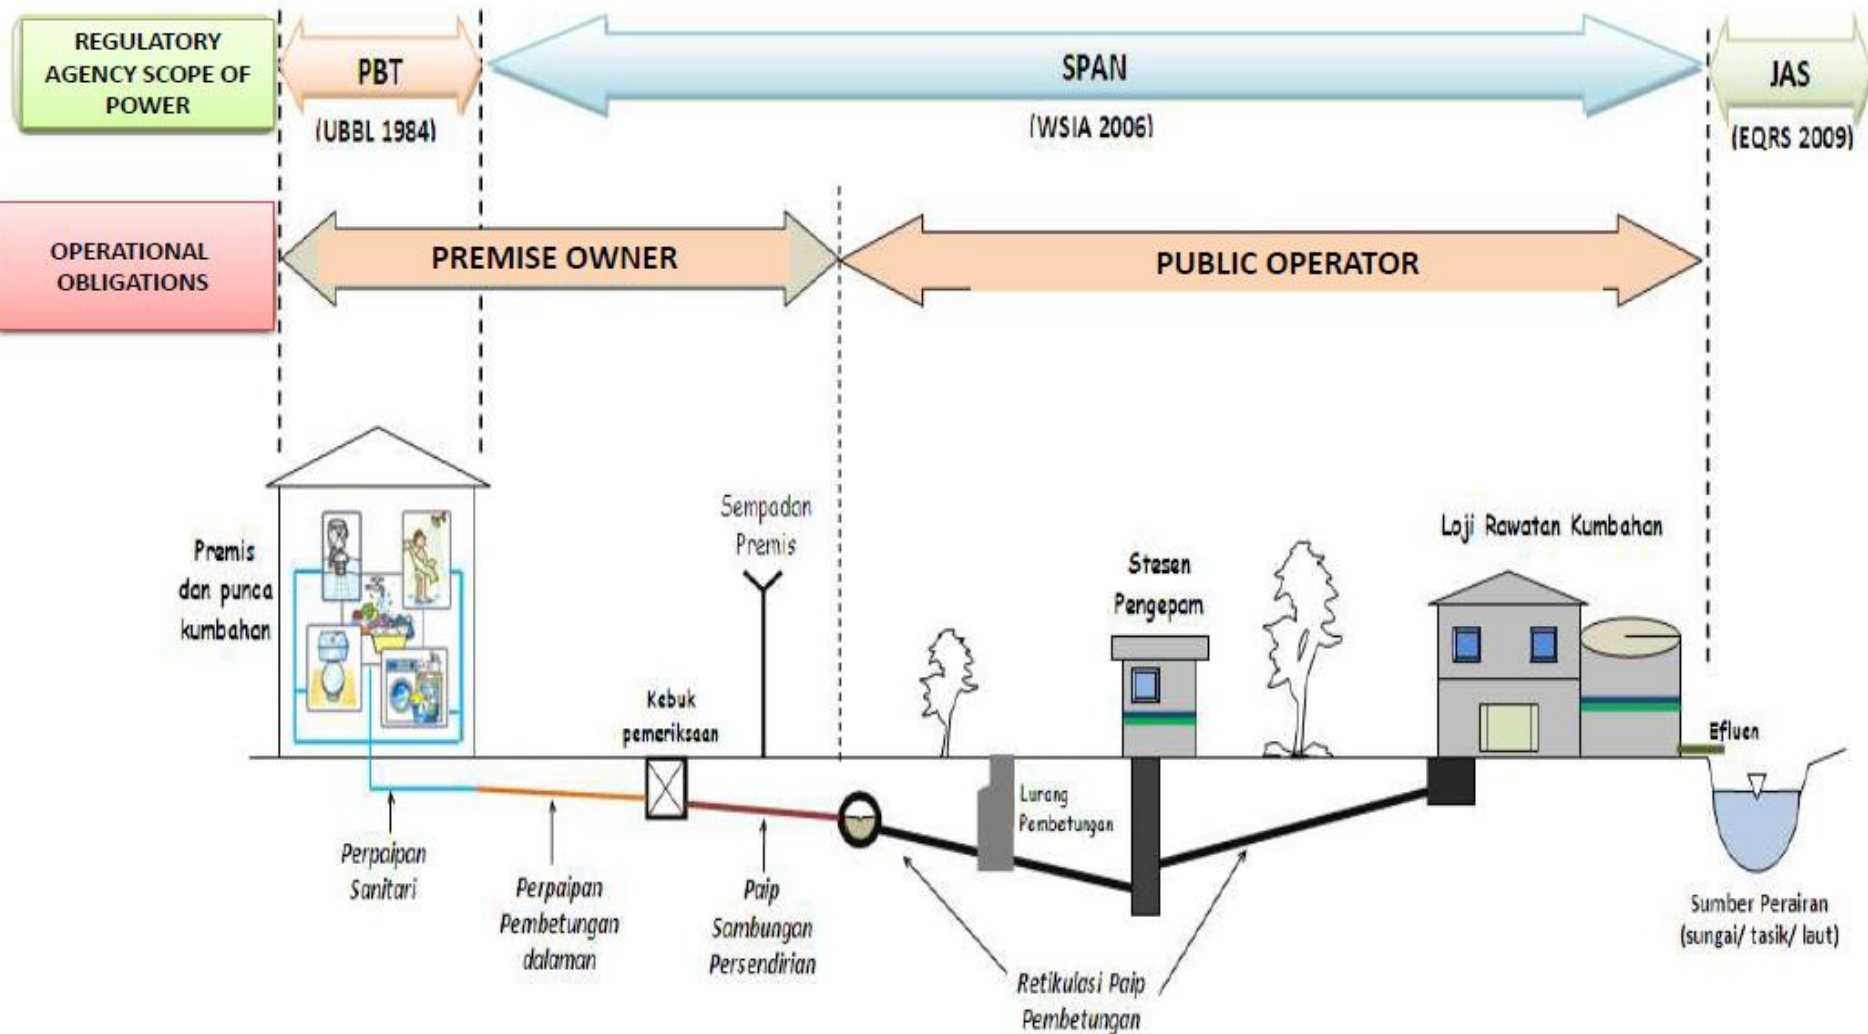 REGULATORY
AGENCY SCOPE OF
POWER
PBT
(UBBL 1984)
SPAN
(WSIA 2006)
JAS
(EQRS 2009)
OPERATIONAL
OBLIGATIONS
PREMISE OWNER
PUBLIC OPERATOR
Premis
dan punca
kumbahan
Sempadan
Premis
Kebuk
pemeriksaan
Stesen
Pengepam
Loji Rawatan Kumbahan
Efluen
Lurang
Pembetungan
Perpaipan
Sanitari
Perpaipan
Pembetungan
dalaman
Paip
Sambungan
Persendirian
Retikulasi Paip
Pembetungan
Sumber Perairan
(sungai/ tasik/ laut)